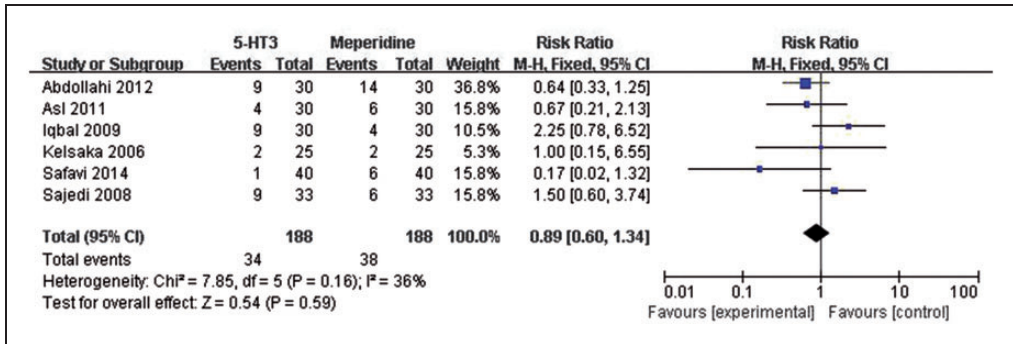 5-HT3 Meperidine Risk Ratio Risk Ratio
Study or Subgroup Events Total Events Total Weight M-H, Fixed, 95% CI M-H, Fixed, 95% CI
Abdollahi 2012 9 30 14 30 36.8% 0.64 [0.33, 1.25]
Asl 2011 4 30 6 30 15.8% 0.67 [0.21, 2.13]
Iqbal 2009 9 30 4 30 10.5% 2.25 [0.78, 6.52]
Kelsaka 2006 2 25 2 25 5.3% 1.00 [0.15, 6.55]
Safavi 2014 1 40 6 40 15.8% 0.17 [0.02, 1.32]
Sajedi 2008 9 33 6 33 15.8% 1.50 [0.60, 3.74]
Total (95% CI) 188 188 100.0% 0.89 [0.60, 1.34]
Total events 34 38
Heterogeneity: Chi² = 7.85, df = 5 (P = 0.16); I² = 36%
Test for overall effect: Z = 0.54 (P = 0.59)
0.01 0.1 1 10 100
Favours [experimental] Favours [control]